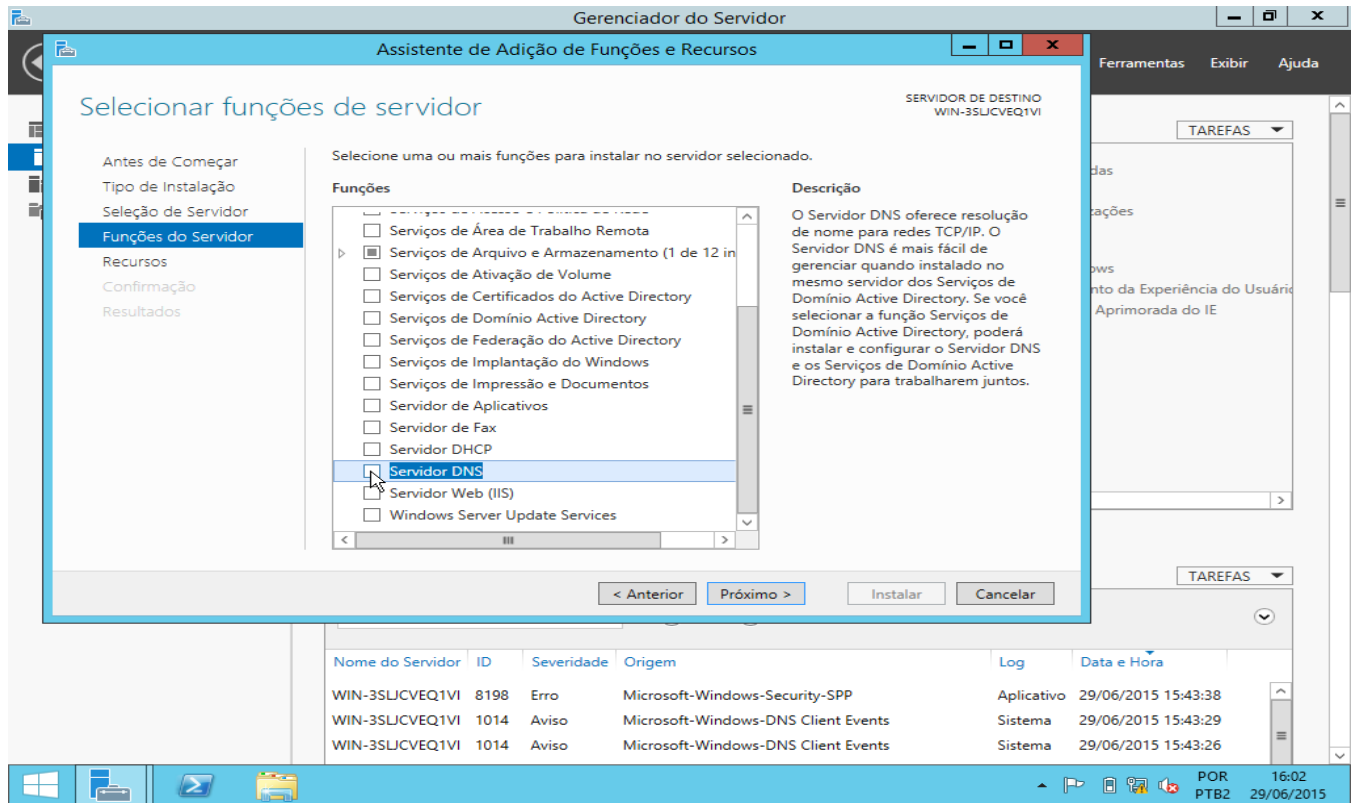 Gerenciador do Servidor
Assistente de Adição de Funções e Recursos
Ferramentas Exibir Ajuda
Selecionar funções de servidor
SERVIDOR DE DESTINO
WIN-3SLJCVEQ1VI
TAREFAS
Antes de Começar
Tipo de Instalação
Seleção de Servidor
Funções do Servidor
Recursos
Confirmação
Resultados
Selecione uma ou mais funções para instalar no servidor selecionado.
Funções
Serviços de Área de Trabalho Remota
Serviços de Arquivo e Armazenamento (1 de 12 in
Serviços de Ativação de Volume
Serviços de Certificados do Active Directory
Serviços de Domínio Active Directory
Serviços de Federação do Active Directory
Serviços de Implantação do Windows
Serviços de Impressão e Documentos
Servidor de Aplicativos
Servidor de Fax
Servidor DHCP
Servidor DNS
Servidor Web (IIS)
Windows Server Update Services
Descrição
O Servidor DNS oferece resolução
de nome para redes TCP/IP. O
Servidor DNS é mais fácil de
gerenciar quando instalado no
mesmo servidor dos Serviços de
Domínio Active Directory. Se você
selecionar a função Serviços de
Domínio Active Directory, poderá
instalar e configurar o Servidor DNS
e os Serviços de Domínio Active
Directory para trabalharem juntos.
das
zações
ows
nto da Experiência do Usuário
Aprimorada do IE
< Anterior Próximo > Instalar Cancelar
TAREFAS
Nome do Servidor ID Severidade Origem Log Data e Hora
WIN-3SLJCVEQ1VI 8198 Erro Microsoft-Windows-Security-SPP Aplicativo 29/06/2015 15:43:38
WIN-3SLJCVEQ1VI 1014 Aviso Microsoft-Windows-DNS Client Events Sistema 29/06/2015 15:43:29
WIN-3SLJCVEQ1VI 1014 Aviso Microsoft-Windows-DNS Client Events Sistema 29/06/2015 15:43:26
POR 16:02
PTB2 29/06/2015